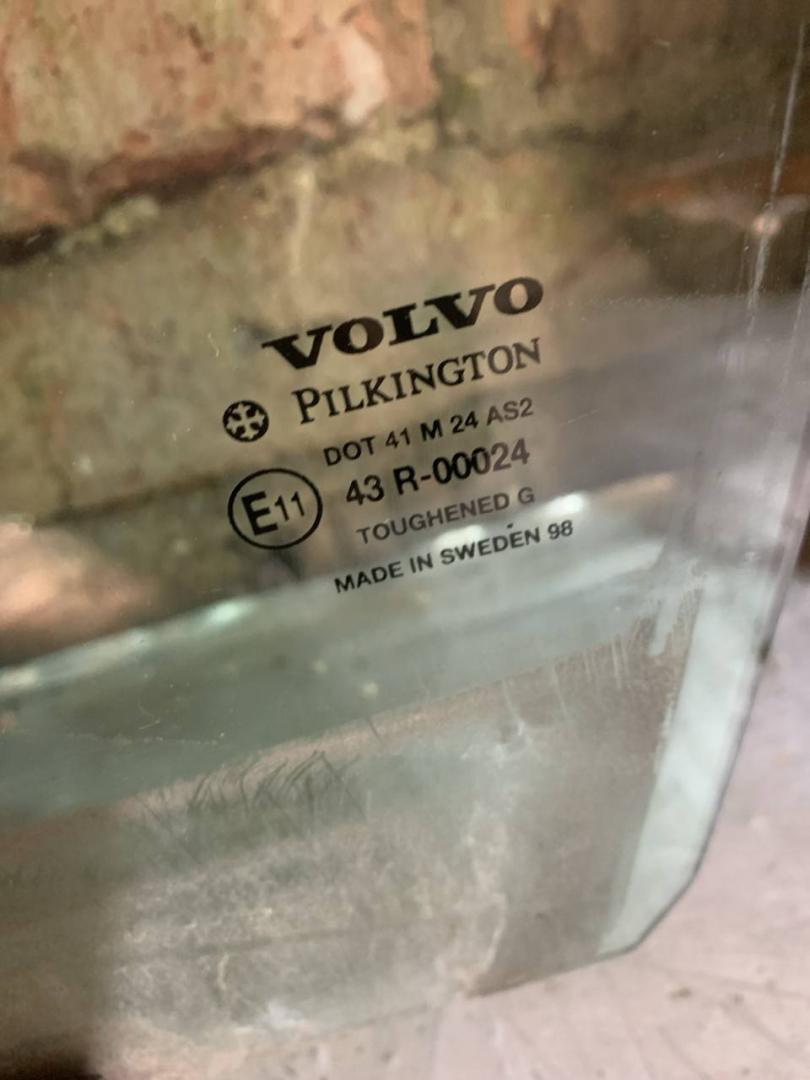 VOLVO
PILKINGTON
DOT 41 M 24 AS2
E11 43 R-00024
TOUGHENED G
MADE IN SWEDEN 98